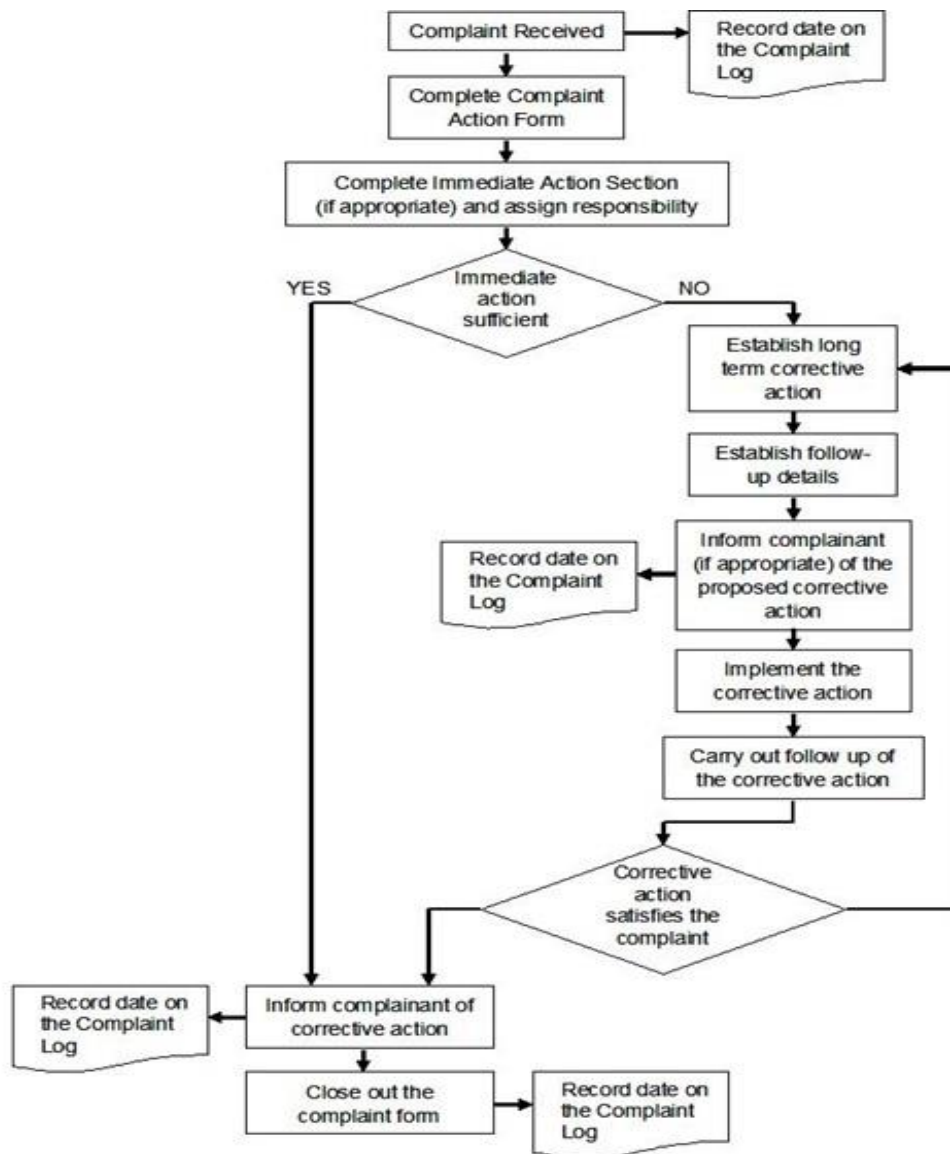 Complaint Received
Record date on
the Complaint
Log
Complete Complaint
Action Form
Complete Immediate Action Section
(if appropriate) and assign responsibility
YES
Immediate
action
sufficient
NO
Establish long
term corrective
action
Establish follow-
up details
Inform complainant
(if appropriate) of the
proposed corrective
action
Record date on
the Complaint
Log
Implement the
corrective action
Carry out follow up of
the corrective action
Corrective
action
satisfies the
complaint
Record date on
the Complaint
Log
Inform complainant of
corrective action
Close out the
complaint form
Record date on
the Complaint
Log